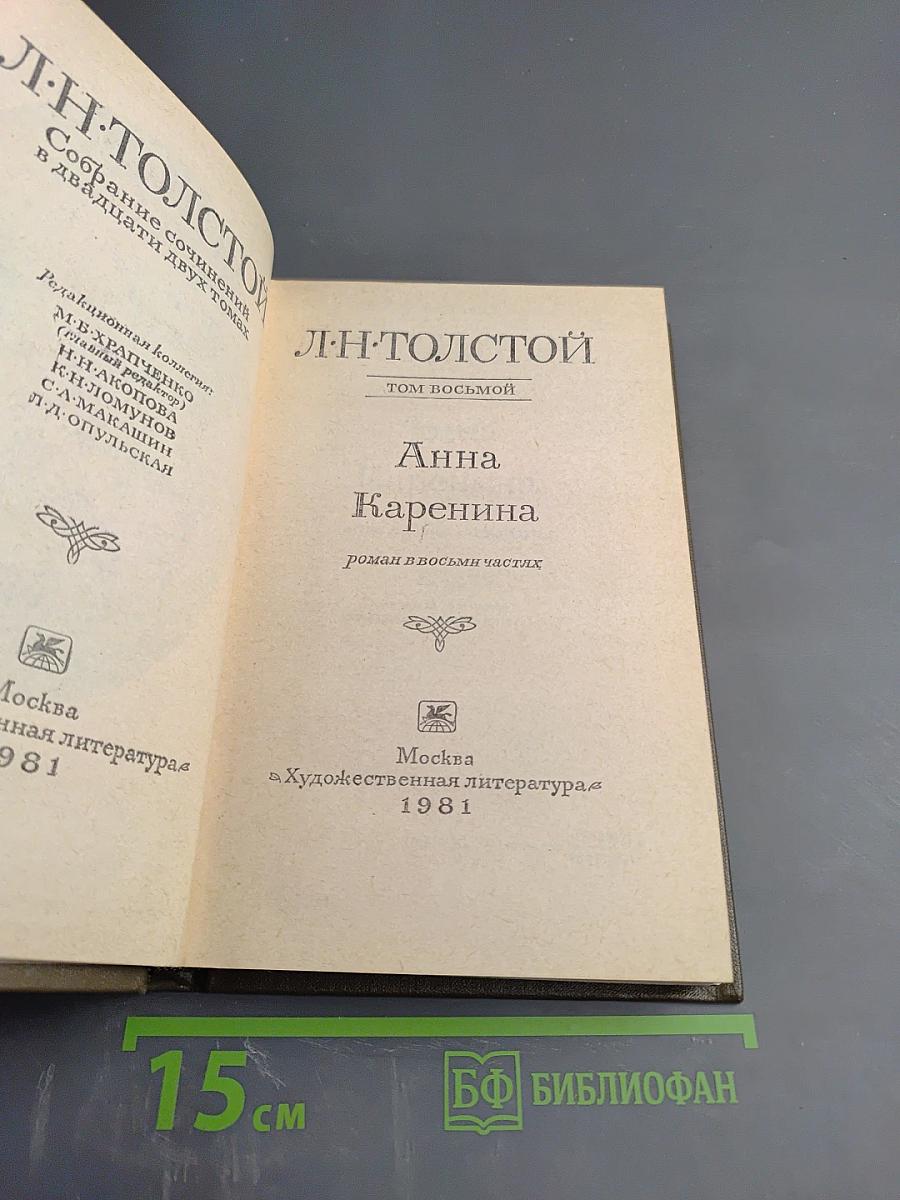 Л·Н·ТОЛСТОЙ
Собрание сочинений
в двадцати двух томах
Редакционная коллегия:
М·Б·ХРАПЧЕНКО
(главный редактор)
Н·Н·АКОПОВА
К·Н·ЛОМУНОВ
С·А·МАКАШИН
Л·Д·ОПУЛЬСКАЯ
Москва
нная литература»
981
Л·Н·ТОЛСТОЙ
ТОМ ВОСЬМОЙ
Анна
Каренина
роман в восьми частях
Москва
«Художественная литература»
1981
15 см
БФ БИБЛИОФАН